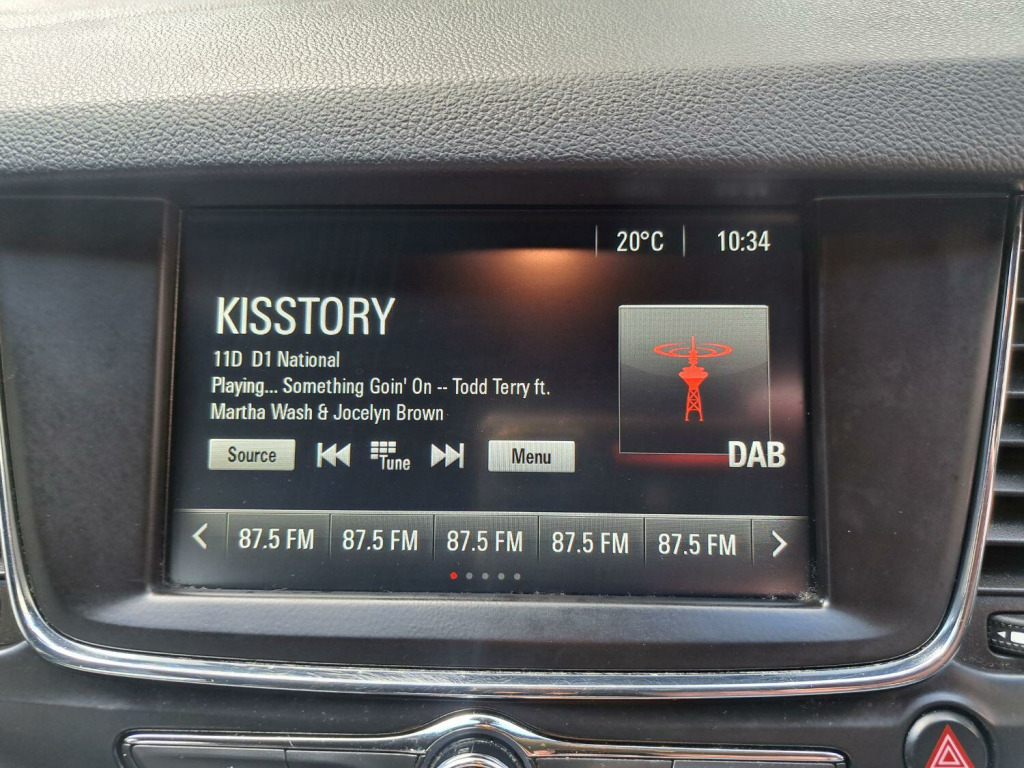 20°C 10:34
KISSTORY
11D D1 National
Playing... Something Goin' On -- Todd Terry ft.
Martha Wash & Jocelyn Brown
Source Tune Menu
DAB
87.5 FM 87.5 FM 87.5 FM 87.5 FM 87.5 FM